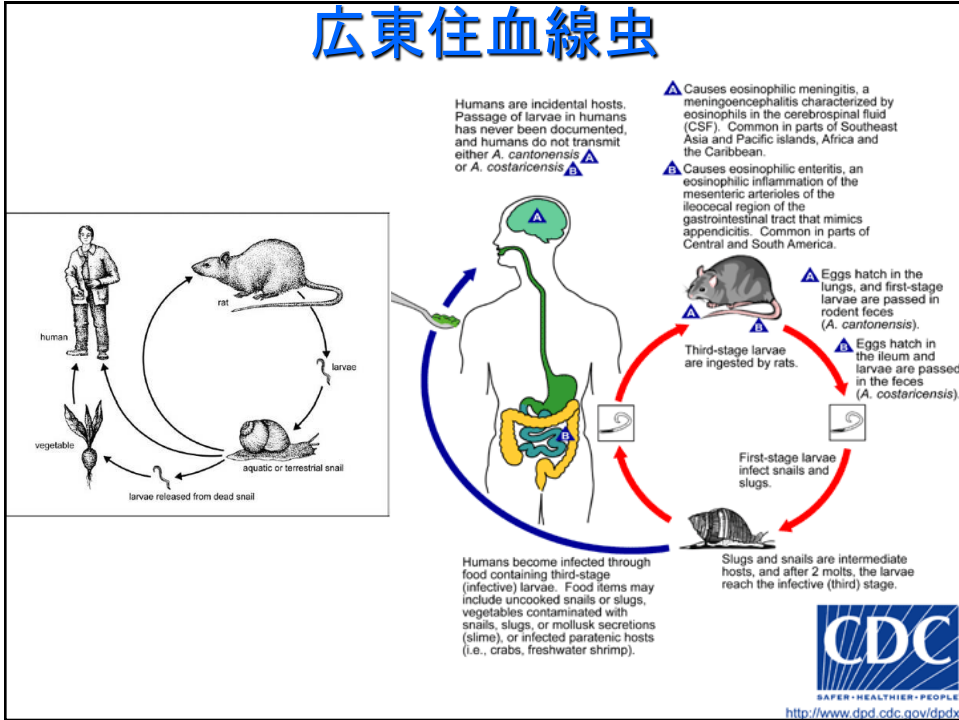 広東住血線虫
Humans are incidental hosts.
Passage of larvae in humans
has never been documented,
and humans do not transmit
either A. cantonensis A
or A. costaricensis B
A Causes eosinophilic meningitis, a
meningoencephalitis characterized by
eosinophils in the cerebrospinal fluid
(CSF). Common in parts of Southeast
Asia and Pacific islands, Africa and
the Caribbean.
B Causes eosinophilic enteritis, an
eosinophilic inflammation of the
mesenteric arterioles of the
ileocecal region of the
gastrointestinal tract that mimics
appendicitis. Common in parts of
Central and South America.
human
rat
larvae
vegetable
aquatic or terrestrial snail
larvae released from dead snail
A
B
A
B
A Eggs hatch in the
lungs, and first-stage
larvae are passed in
rodent feces
(A. cantonensis).
B Eggs hatch in
the ileum and
larvae are passed
in the feces
(A. costaricensis).
Third-stage larvae
are ingested by rats.
First-stage larvae
infect snails and
slugs.
Slugs and snails are intermediate
hosts, and after 2 molts, the larvae
reach the infective (third) stage.
Humans become infected through
food containing third-stage
(infective) larvae. Food items may
include uncooked snails or slugs,
vegetables contaminated with
snails, slugs, or mollusk secretions
(slime), or infected paratenic hosts
(i.e., crabs, freshwater shrimp).
CDC
SAFER•HEALTHIER•PEOPLE
http://www.dpd.cdc.gov/dpdx